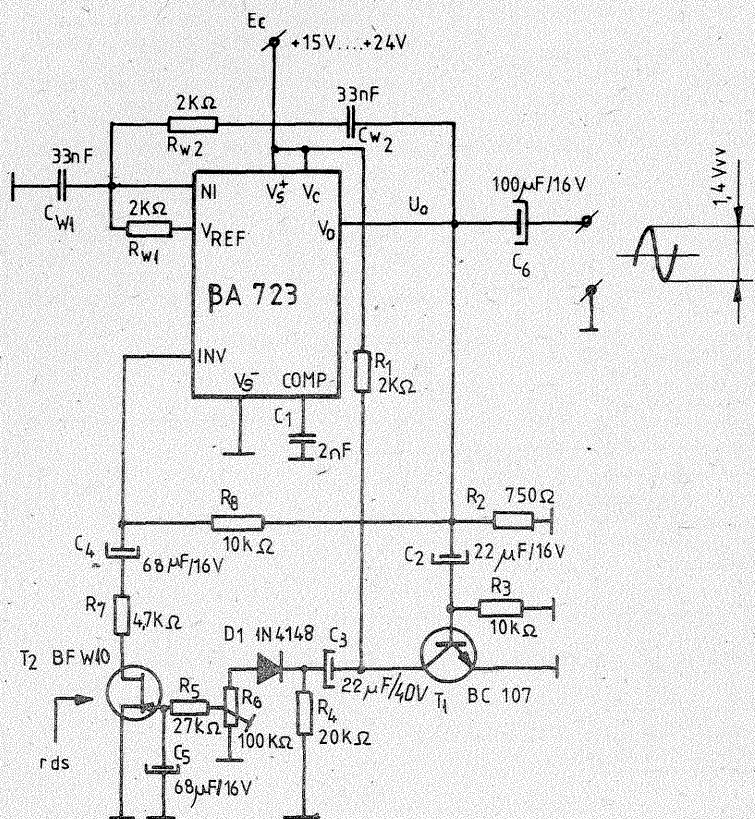 Ec
+15V....+24V
2KΩ
Rw2
33nF
Cw2
33nF
CW1
2KΩ
RW1
NI
VS+
VC
VREF
VO
βA 723
INV
VS-
COMP
Uo
100μF/16V
C6
1,4 Vvv
R1
2KΩ
C1
2nF
R8
10kΩ
R2
750Ω
C4
68μF/16V
C2
22μF/16V
R7
4,7KΩ
R3
10kΩ
D1 1N4148
C3
22μF/40V
T1
BC 107
T2 BFW10
R5
27kΩ
R6
100KΩ
R4
20KΩ
rds
C5
68μF/16V